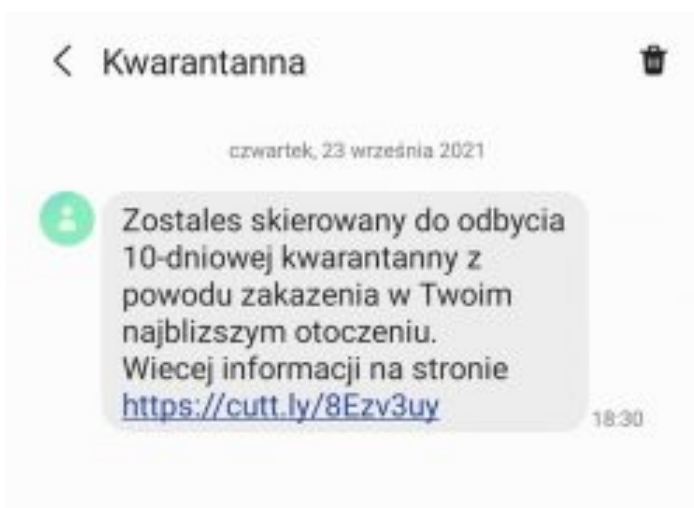 Kwarantanna
czwartek, 23 września 2021
Zostales skierowany do odbycia
10-dniowej kwarantanny z
powodu zakazenia w Twoim
najblizszym otoczeniu.
Wiecej informacji na stronie
https://cutt.ly/8Ezv3uy
18:30